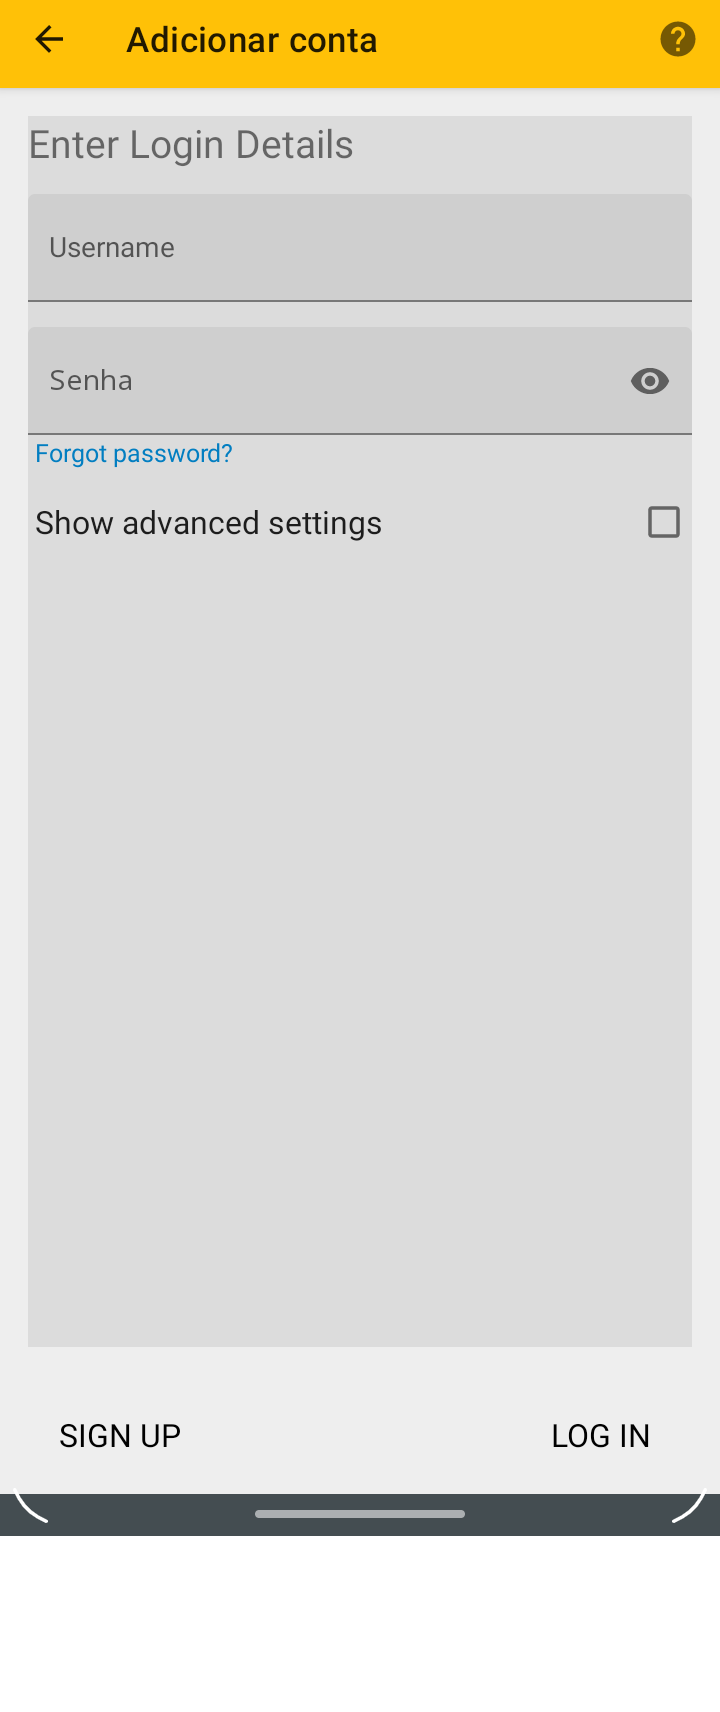 Adicionar conta
Enter Login Details
Username
Senha
Forgot password?
Show advanced settings
SIGN UP
LOG IN